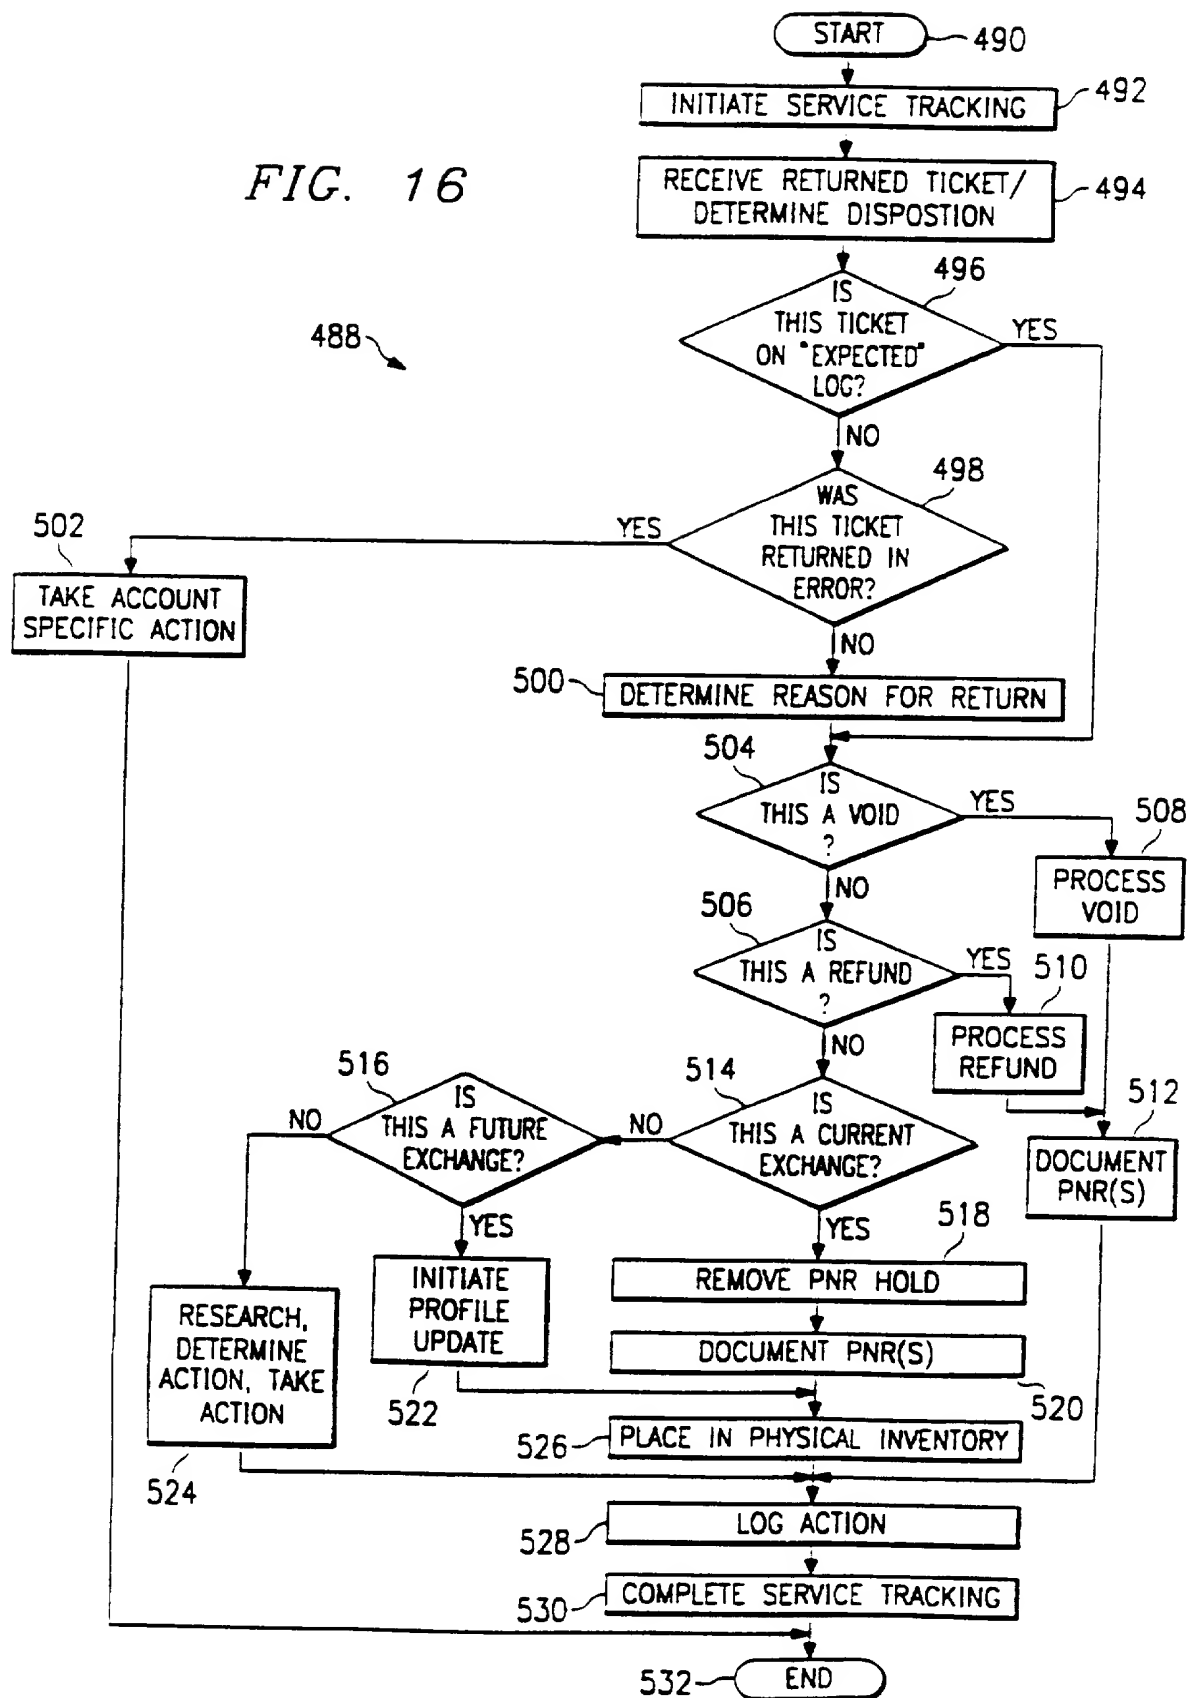 START
490
INITIATE SERVICE TRACKING
492
FIG. 16
RECEIVE RETURNED TICKET/
DETERMINE DISPOSTION
494
496
IS
THIS TICKET
ON "EXPECTED"
LOG?
YES
488
NO
498
WAS
THIS TICKET
RETURNED IN
ERROR?
YES
502
TAKE ACCOUNT
SPECIFIC ACTION
NO
500
DETERMINE REASON FOR RETURN
504
IS
THIS A VOID
?
YES
508
PROCESS
VOID
NO
506
IS
THIS A REFUND
?
YES
510
PROCESS
REFUND
NO
516
IS
THIS A FUTURE
EXCHANGE?
NO
514
IS
THIS A CURRENT
EXCHANGE?
NO
512
DOCUMENT
PNR(S)
YES
YES
518
REMOVE PNR HOLD
INITIATE
PROFILE
UPDATE
522
RESEARCH,
DETERMINE
ACTION, TAKE
ACTION
524
DOCUMENT PNR(S)
520
526
PLACE IN PHYSICAL INVENTORY
528
LOG ACTION
530
COMPLETE SERVICE TRACKING
532
END